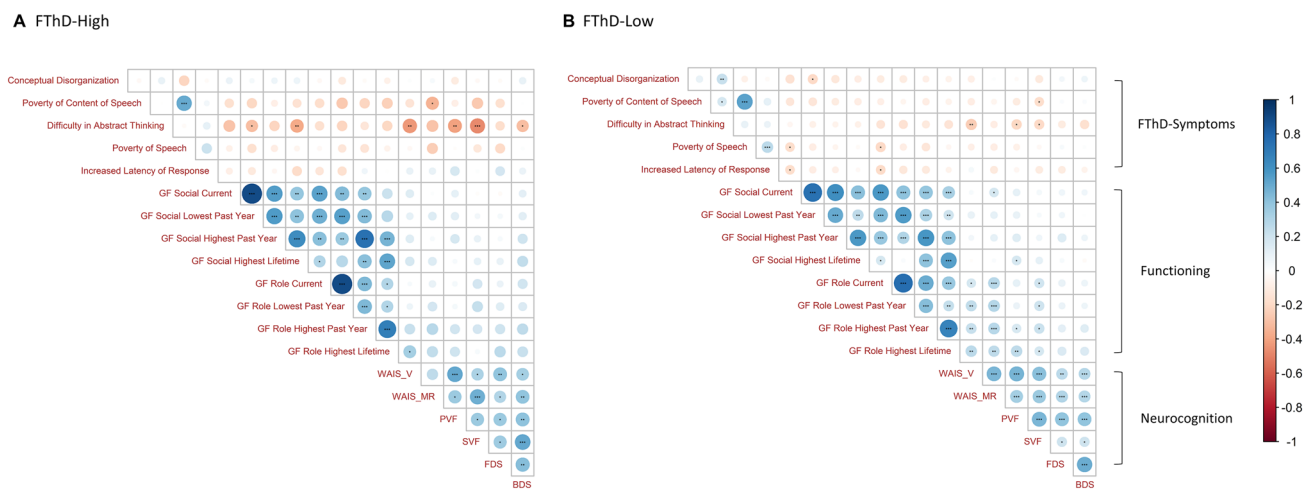 A FThD-High
Conceptual Disorganization
Poverty of Content of Speech
Difficulty in Abstract Thinking
Poverty of Speech
Increased Latency of Response
GF Social Current
GF Social Lowest Past Year
GF Social Highest Past Year
GF Social Highest Lifetime
GF Role Current
GF Role Lowest Past Year
GF Role Highest Past Year
GF Role Highest Lifetime
WAIS_V
WAIS_MR
PVF
SVF
FDS
BDS
B FThD-Low
Conceptual Disorganization
Poverty of Content of Speech
Difficulty in Abstract Thinking
Poverty of Speech
Increased Latency of Response
GF Social Current
GF Social Lowest Past Year
GF Social Highest Past Year
GF Social Highest Lifetime
GF Role Current
GF Role Lowest Past Year
GF Role Highest Past Year
GF Role Highest Lifetime
WAIS_V
WAIS_MR
PVF
SVF
FDS
BDS
FThD-Symptoms
Functioning
Neurocognition
1
0.8
0.6
0.4
0.2
0
-0.2
-0.4
-0.6
-0.8
-1